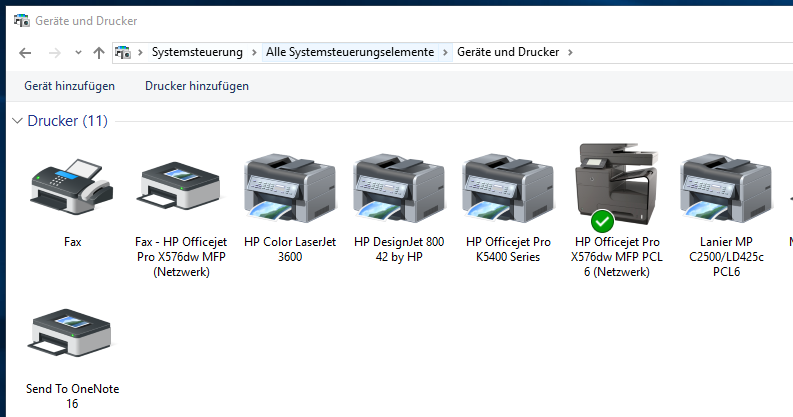 Geräte und Drucker
Systemsteuerung
Alle Systemsteuerungselemente
Geräte und Drucker
Gerät hinzufügen
Drucker hinzufügen
Drucker (11)
Fax
Fax - HP Officejet
Pro X576dw MFP
(Netzwerk)
HP Color LaserJet
3600
HP DesignJet 800
42 by HP
HP Officejet Pro
K5400 Series
HP Officejet Pro
X576dw MFP PCL
6 (Netzwerk)
Lanier MP
C2500/LD425c
PCL6
Send To OneNote
16